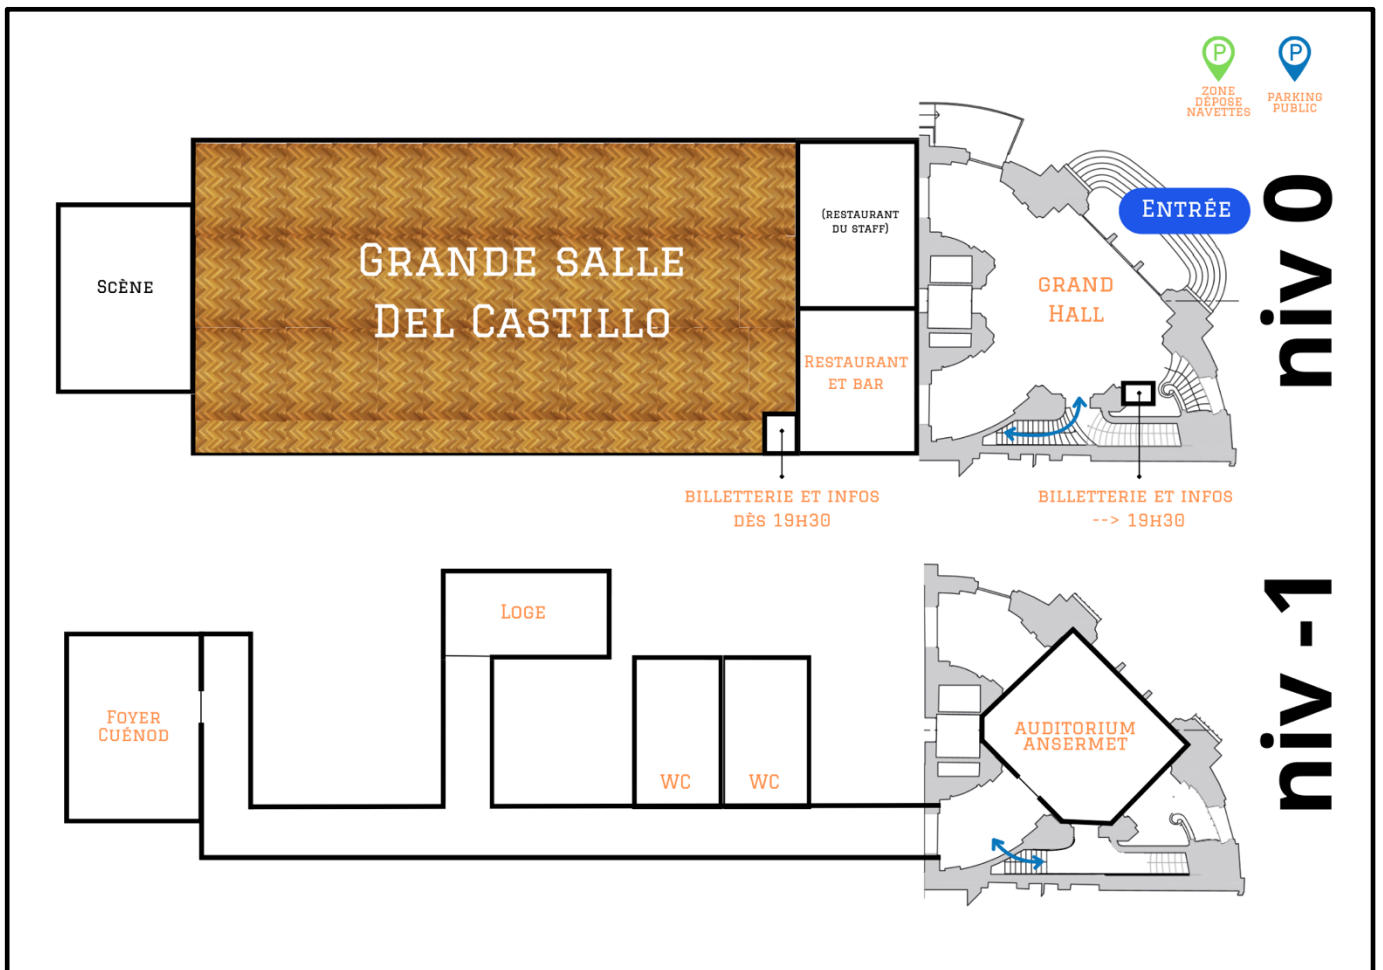 P
P
ZONE
DÉPOSE
NAVETTES
PARKING
PUBLIC
niv 0
ENTRÉE
(RESTAURANT
DU STAFF)
SCÈNE
GRANDE SALLE
DEL CASTILLO
GRAND
HALL
RESTAURANT
ET BAR
BILLETTERIE ET INFOS
DÈS 19H30
BILLETTERIE ET INFOS
--> 19H30
niv -1
LOGE
FOYER
CUÉNOD
WC
WC
AUDITORIUM
ANSERMET